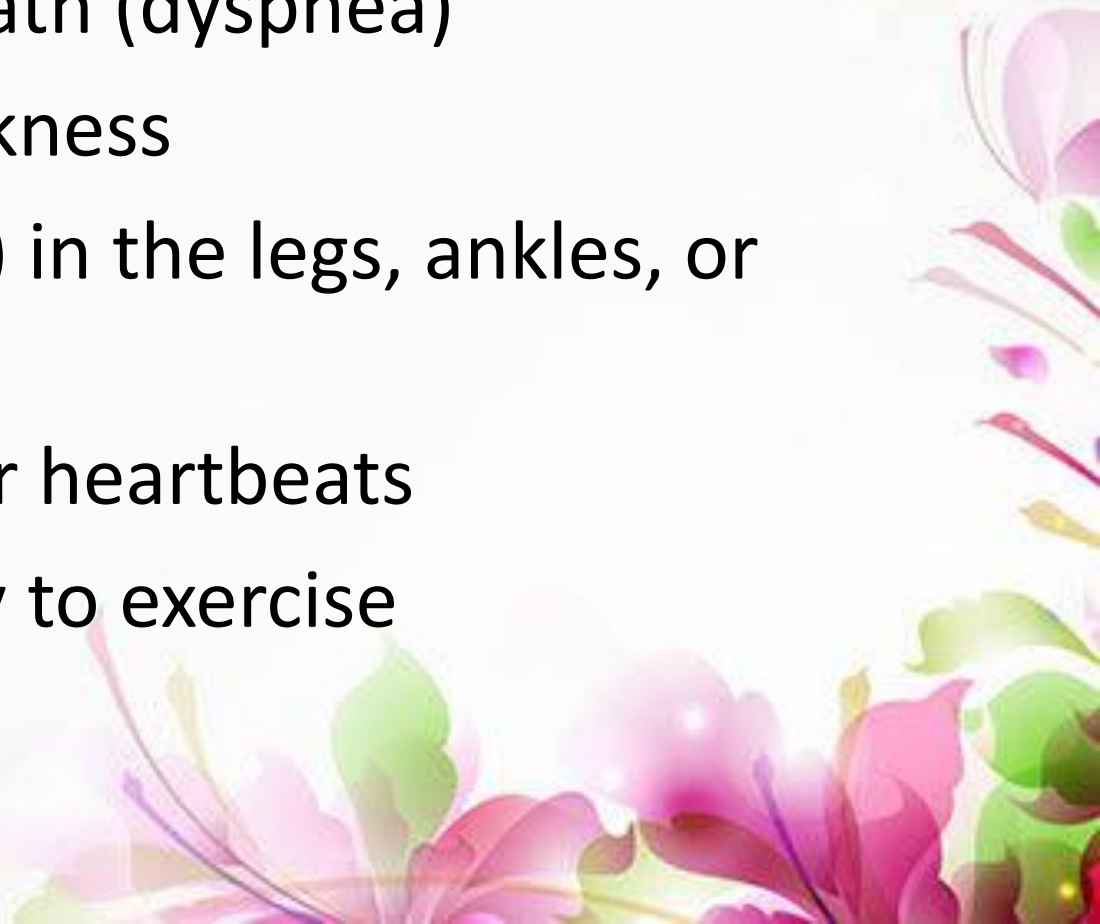 ath (dyspnea)
kness
) in the legs, ankles, or
r heartbeats
y to exercise